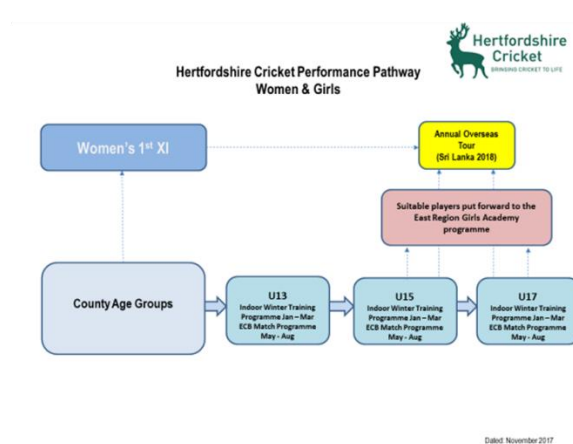 Hertfordshire
Cricket
BRINGING CRICKET TO LIFE
Hertfordshire Cricket Performance Pathway
Women & Girls
Women's 1st XI
Annual Overseas
Tour
(Sri Lanka 2018)
Suitable players put forward to the
East Region Girls Academy
programme
County Age Groups
U13
Indoor Winter Training
Programme Jan – Mar
ECB Match Programme
May - Aug
U15
Indoor Winter Training
Programme Jan – Mar
ECB Match Programme
May - Aug
U17
Indoor Winter Training
Programme Jan – Mar
ECB Match Programme
May - Aug
Dated: November 2017